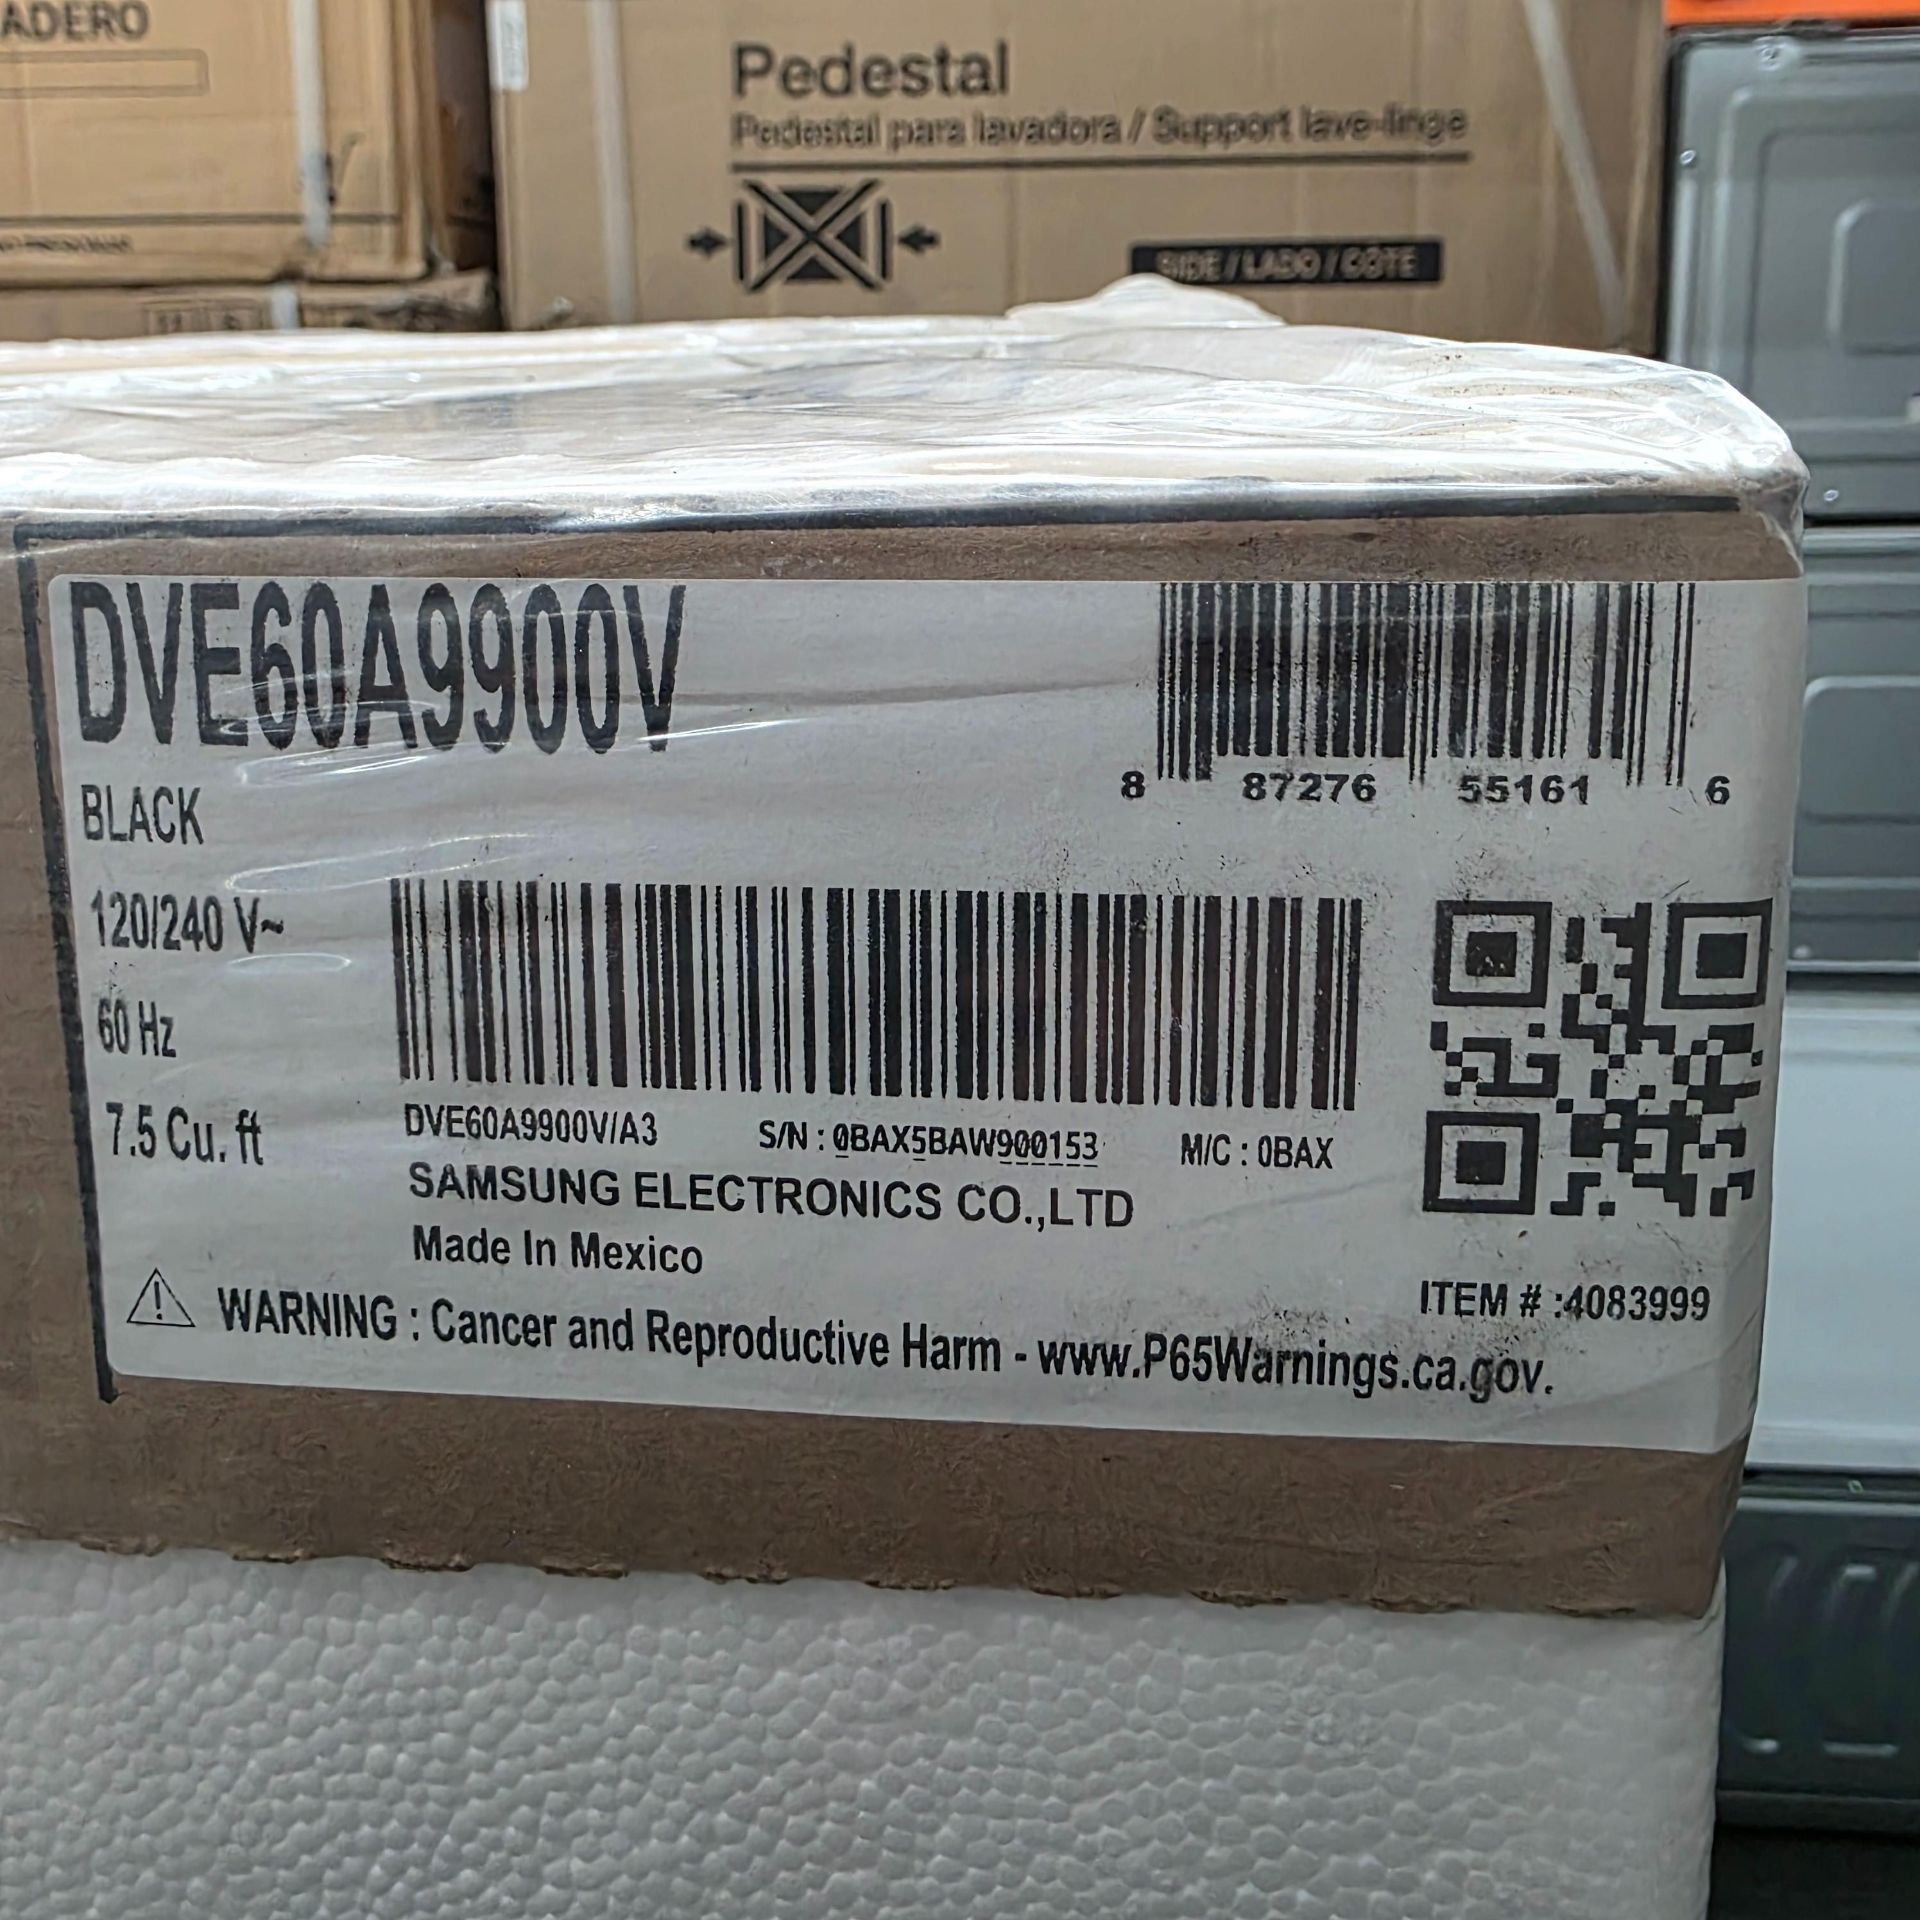 ADERO
Pedestal
Pedestal para lavadora / Support lave-linge
SIDE / LADO / COTE
DVE60A9900V
8 87276 55161 6
BLACK
120/240 V~
60 Hz
7.5 Cu. ft
DVE60A9900V/A3 S/N : 0BAX5BAW900153 M/C : 0BAX
SAMSUNG ELECTRONICS CO.,LTD
Made In Mexico
ITEM # :4083999
WARNING : Cancer and Reproductive Harm - www.P65Warnings.ca.gov.